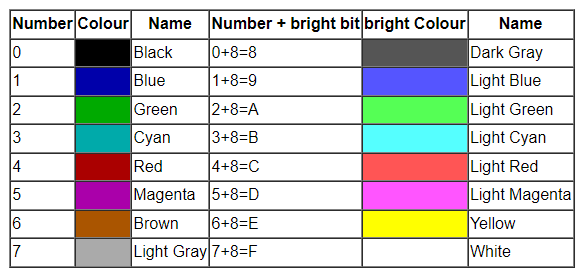 Number Colour Name Number + bright bit bright Colour Name
0 Black 0+8=8 Dark Gray
1 Blue 1+8=9 Light Blue
2 Green 2+8=A Light Green
3 Cyan 3+8=B Light Cyan
4 Red 4+8=C Light Red
5 Magenta 5+8=D Light Magenta
6 Brown 6+8=E Yellow
7 Light Gray 7+8=F White